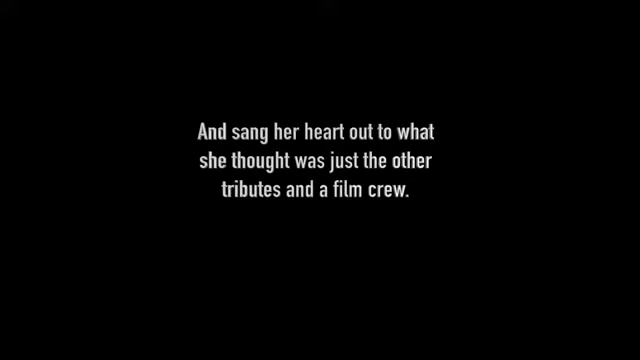 And sang her heart out to what
she thought was just the other
tributes and a film crew.